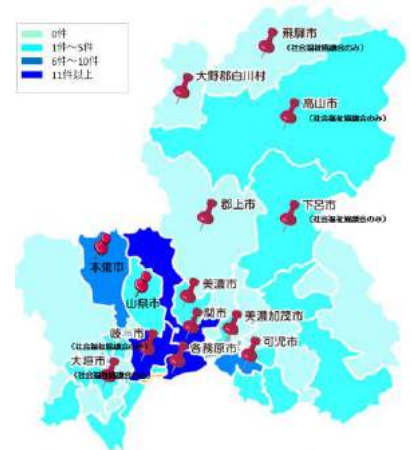 0件
1件～5件
6件～10件
11件以上
飛騨市
(社会福祉協議会のみ)
大野郡白川村
高山市
(社会福祉協議会のみ)
郡上市
下呂市
(社会福祉協議会のみ)
本巣市
山県市
美濃市
関市
美濃加茂市
岐阜市
(社会福祉協議会のみ)
各務原市
可児市
大垣市
(社会福祉協議会のみ)